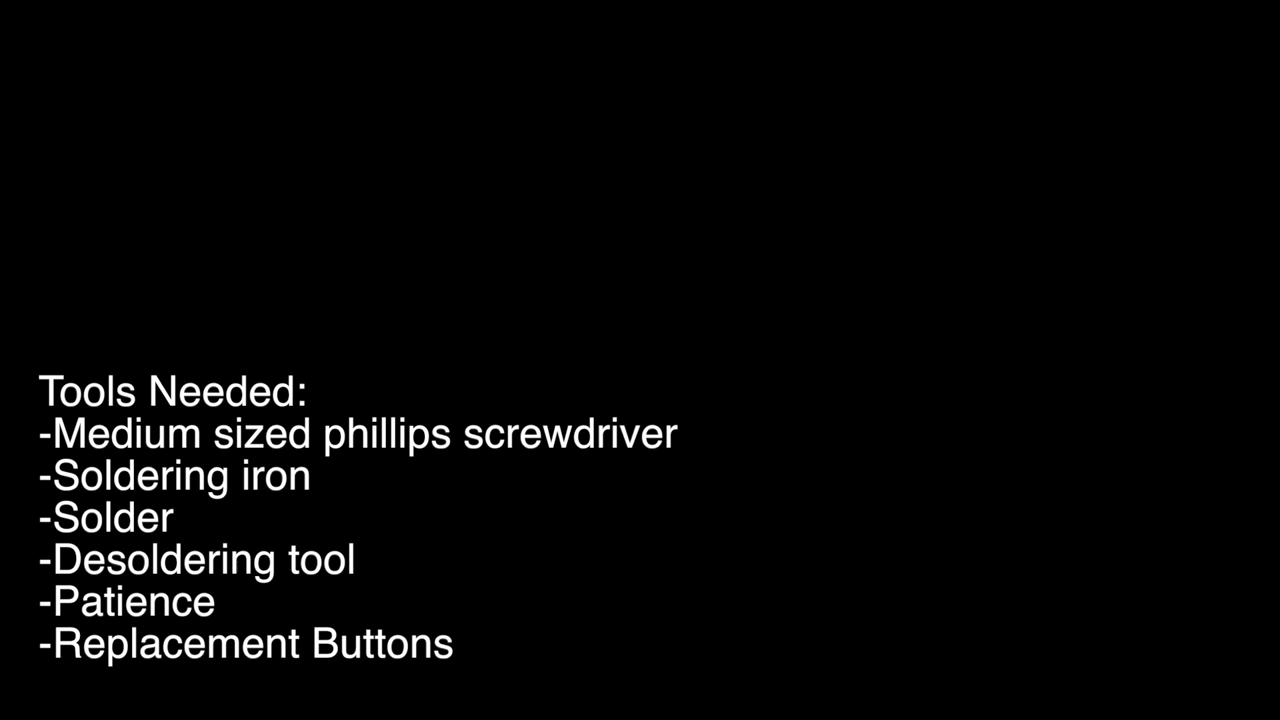 Tools Needed:
-Medium sized phillips screwdriver
-Soldering iron
-Solder
-Desoldering tool
-Patience
-Replacement Buttons